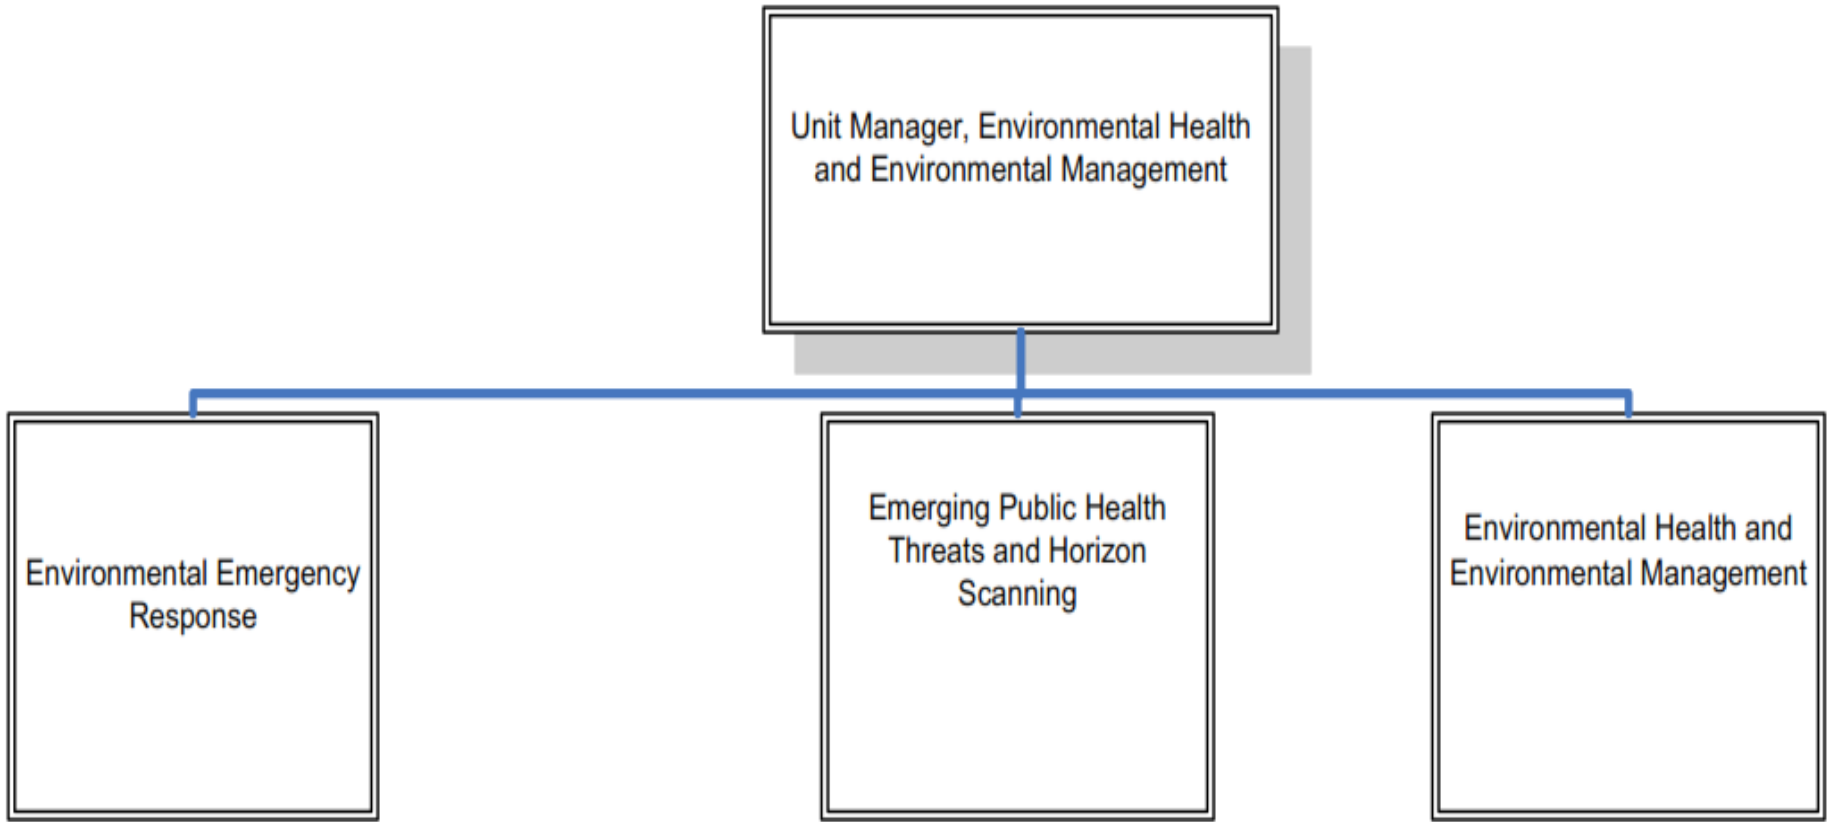 Unit Manager, Environmental Health
and Environmental Management
Environmental Emergency
Response
Emerging Public Health
Threats and Horizon
Scanning
Environmental Health and
Environmental Management